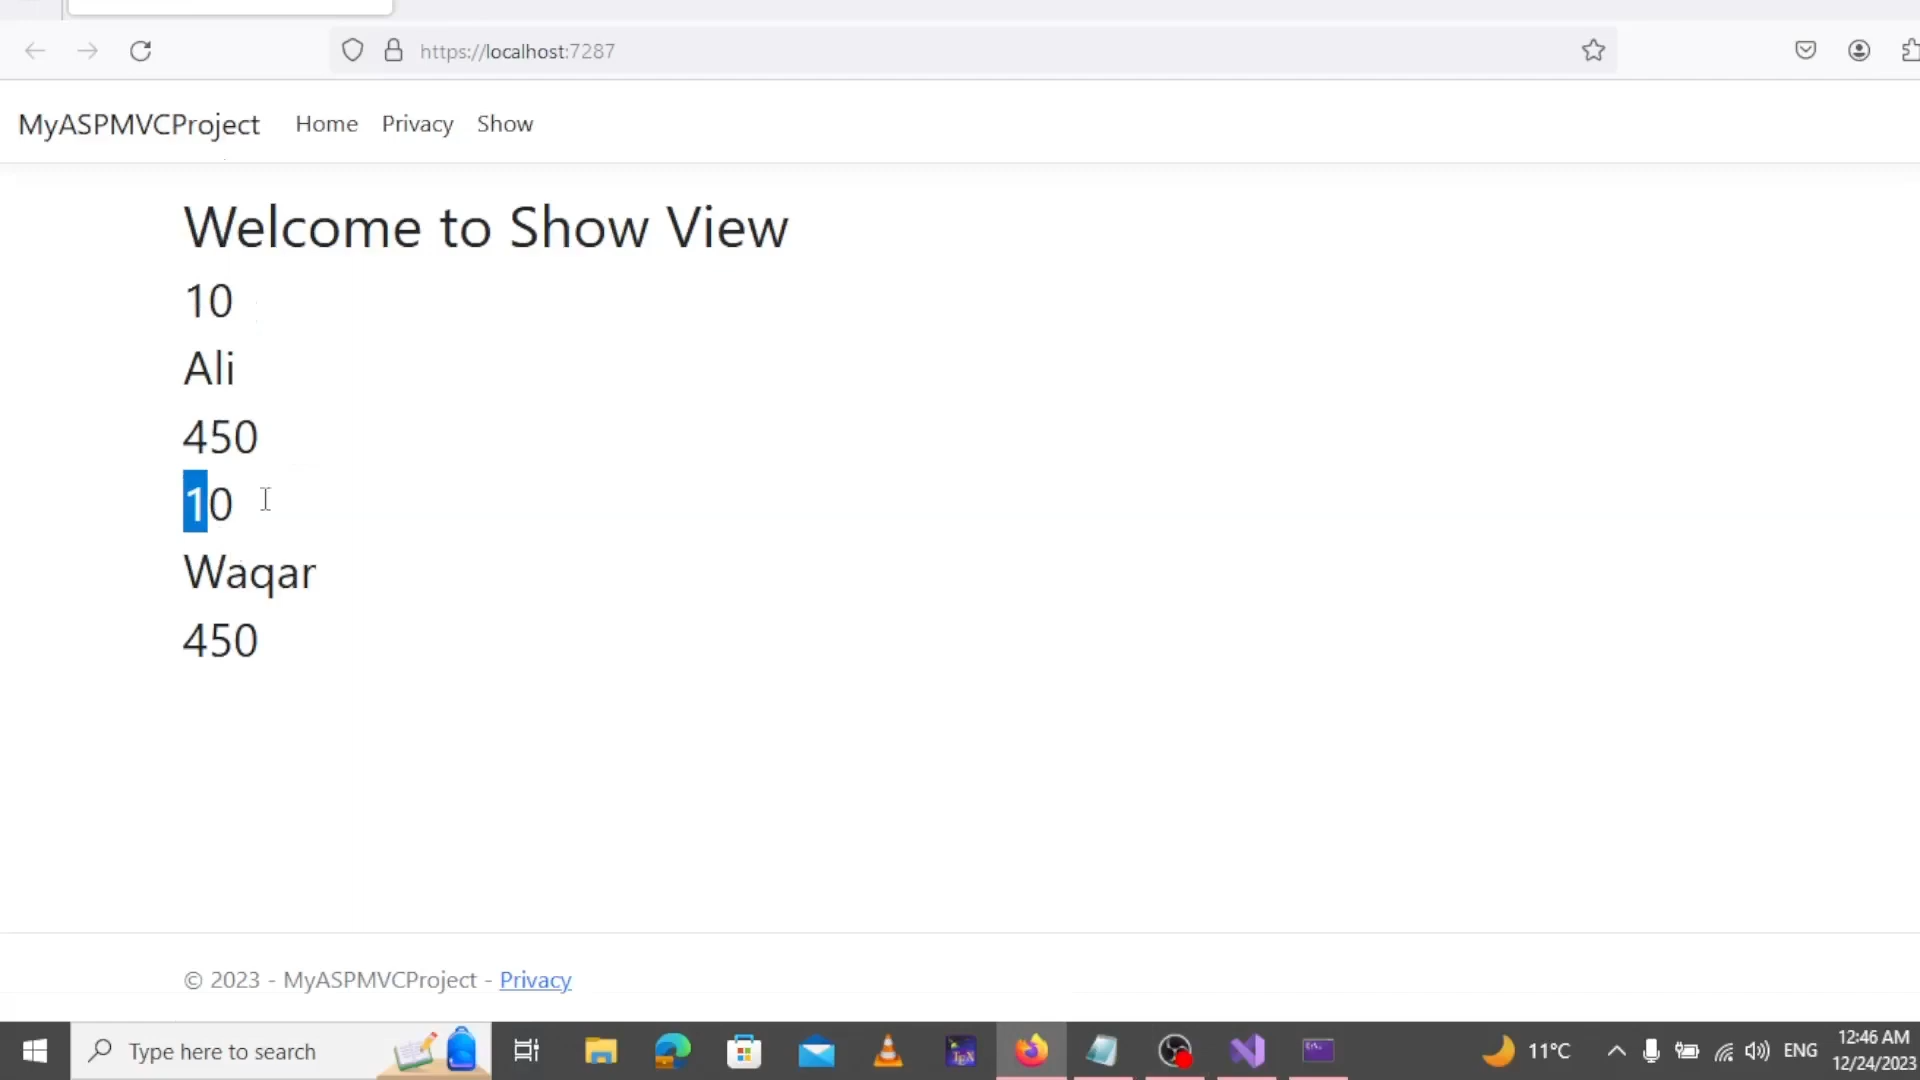 https://localhost:7287
MyASPMVCProject Home Privacy Show
Welcome to Show View
10
Ali
450
10
Waqar
450
© 2023 - MyASPMVCProject - Privacy
Type here to search
TeX
11°C
ENG
12:46 AM
12/24/2023